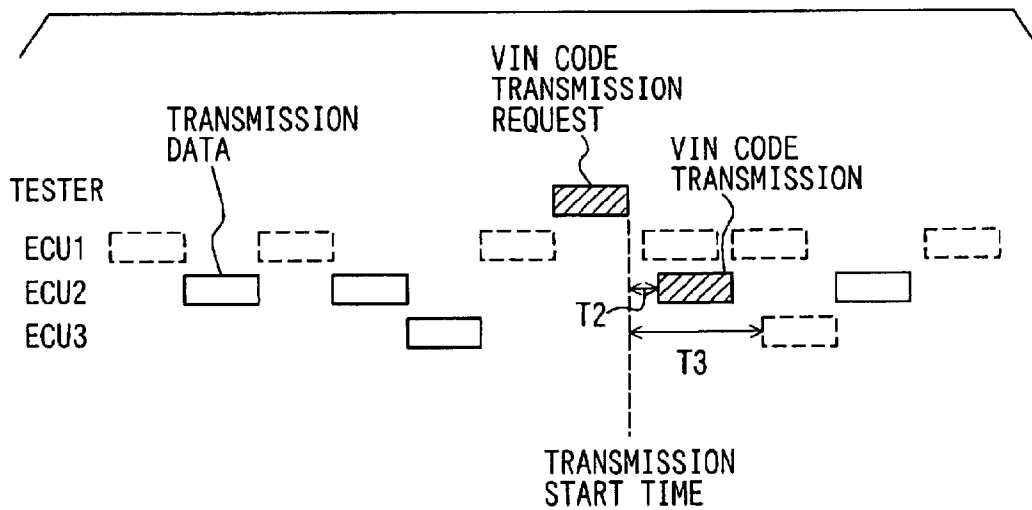 VIN CODE
TRANSMISSION
REQUEST
TRANSMISSION
DATA
VIN CODE
TRANSMISSION
TESTER
ECU1
ECU2
ECU3
T2
T3
TRANSMISSION
START TIME